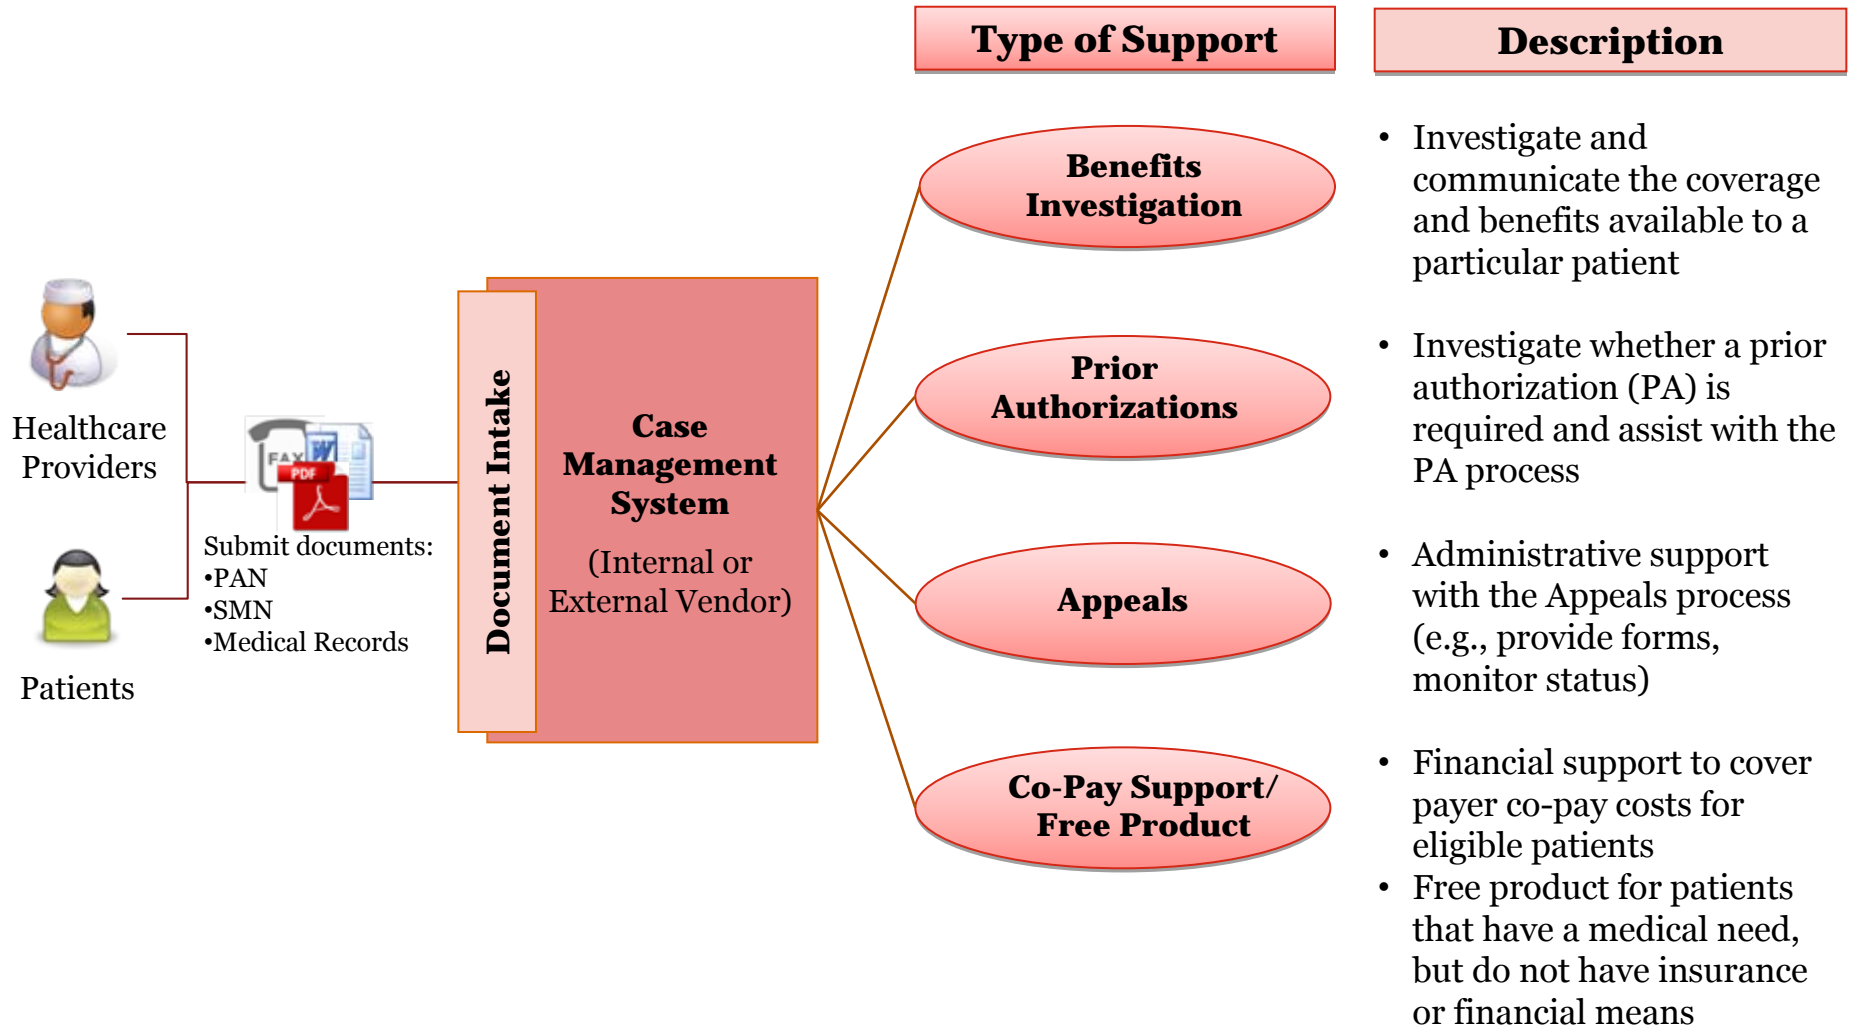 Type of Support
Description
Healthcare
Providers
Patients
FAX
W
PDF
Submit documents:
•PAN
•SMN
•Medical Records
Document Intake
Case
Management
System
(Internal or
External Vendor)
Benefits
Investigation
• Investigate and
communicate the coverage
and benefits available to a
particular patient
Prior
Authorizations
• Investigate whether a prior
authorization (PA) is
required and assist with the
PA process
Appeals
• Administrative support
with the Appeals process
(e.g., provide forms,
monitor status)
Co-Pay Support/
Free Product
• Financial support to cover
payer co-pay costs for
eligible patients
• Free product for patients
that have a medical need,
but do not have insurance
or financial means